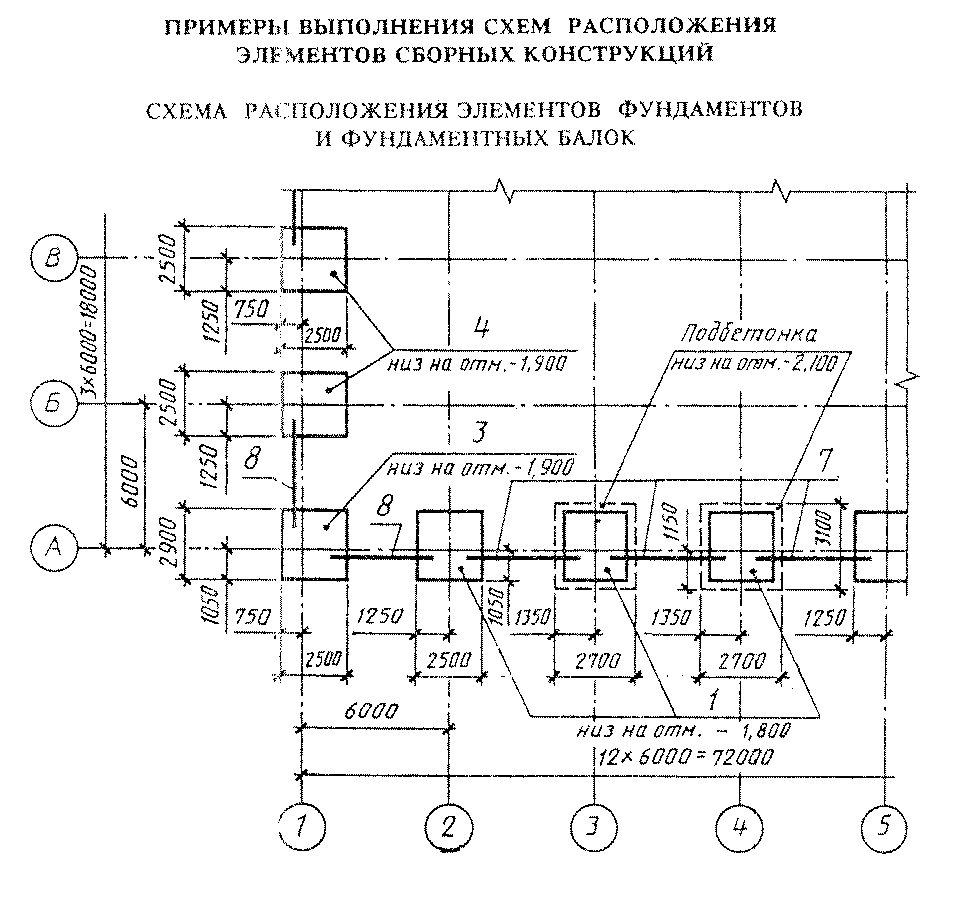 ПРИМЕРЫ ВЫПОЛНЕНИЯ СХЕМ РАСПОЛОЖЕНИЯ
ЭЛЕМЕНТОВ СБОРНЫХ КОНСТРУКЦИЙ
СХЕМА РАСПОЛОЖЕНИЯ ЭЛЕМЕНТОВ ФУНДАМЕНТОВ
И ФУНДАМЕНТНЫХ БАЛОК
В
2500
1250
750
2500
3×6000=18000
4
низ на отм.-1,900
Подбетонка
низ на отм.-2,100
Б
2500
1250
6000
8
3
низ на отм.-1,900
7
8
А
2900
1050
1050
1150
3100
750
1250
1350
1350
1250
2500
2500
2700
2700
1
6000
низ на отм. - 1,800
12×6000=72000
1
2
3
4
5